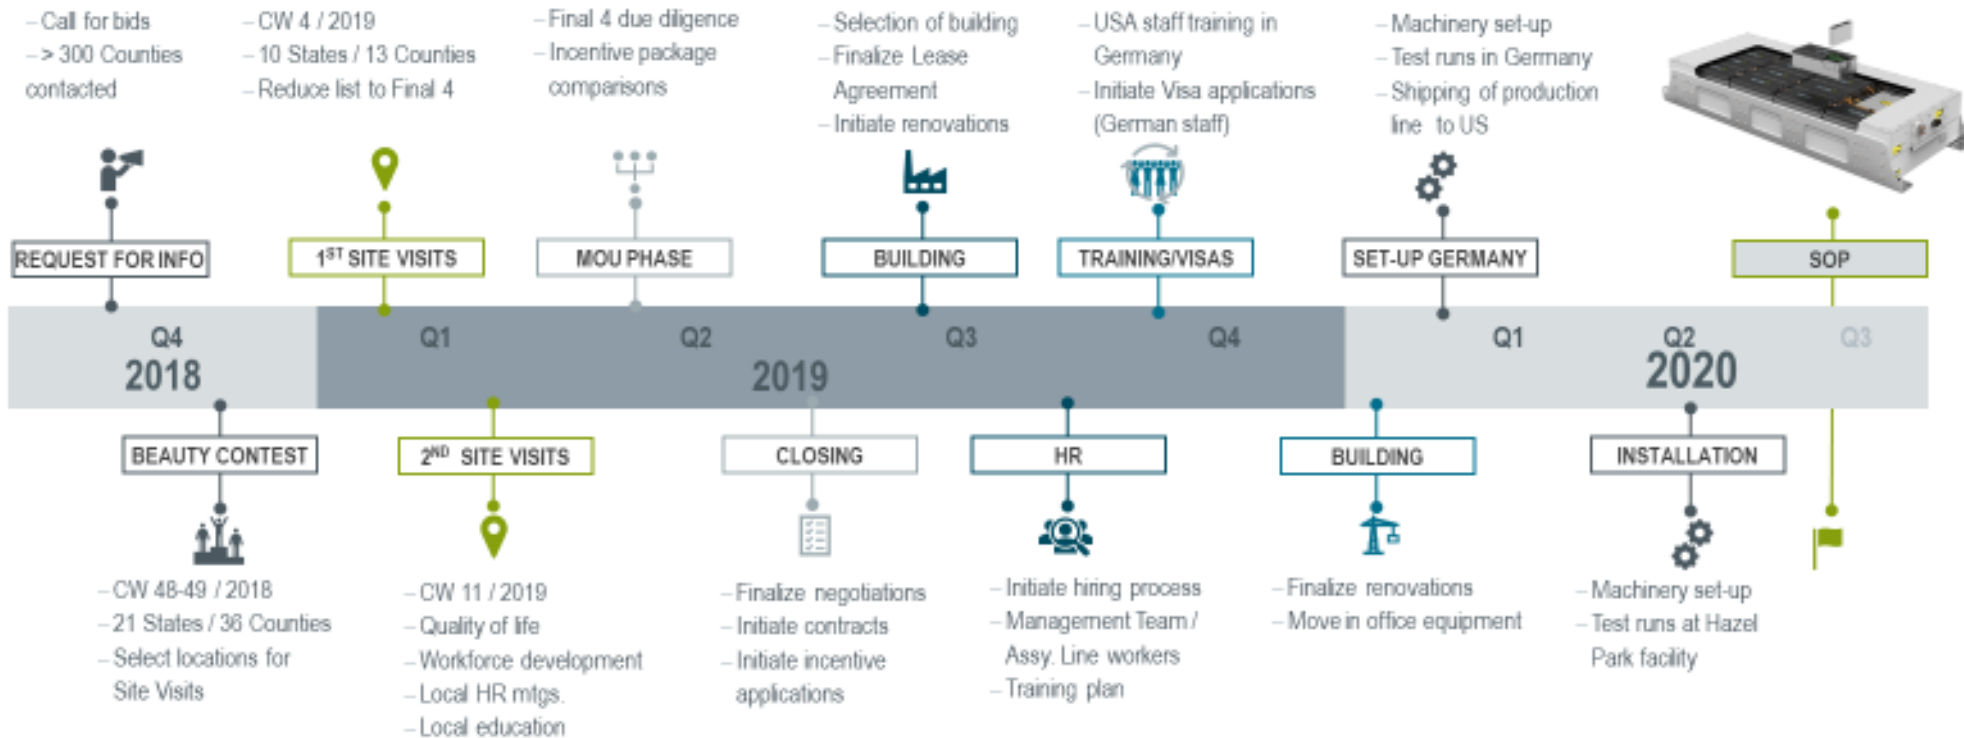 – Call for bids
– > 300 Counties
contacted
– CW 4 / 2019
– 10 States / 13 Counties
– Reduce list to Final 4
– Final 4 due diligence
– Incentive package
comparisons
– Selection of building
– Finalize Lease
Agreement
– Initiate renovations
– USA staff training in
Germany
– Initiate Visa applications
(German staff)
– Machinery set-up
– Test runs in Germany
– Shipping of production
line to US
REQUEST FOR INFO
1ST SITE VISITS
MOU PHASE
BUILDING
TRAINING/VISAS
SET-UP GERMANY
SOP
Q4
2018
Q1
Q2
Q3
Q4
2019
Q1
Q2
Q3
2020
BEAUTY CONTEST
2ND SITE VISITS
CLOSING
HR
BUILDING
INSTALLATION
– CW 48-49 / 2018
– 21 States / 36 Counties
– Select locations for
Site Visits
– CW 11 / 2019
– Quality of life
– Workforce development
– Local HR mtgs.
– Local education
– Finalize negotiations
– Initiate contracts
– Initiate incentive
applications
– Initiate hiring process
– Management Team /
Assy. Line workers
– Training plan
– Finalize renovations
– Move in office equipment
– Machinery set-up
– Test runs at Hazel
Park facility